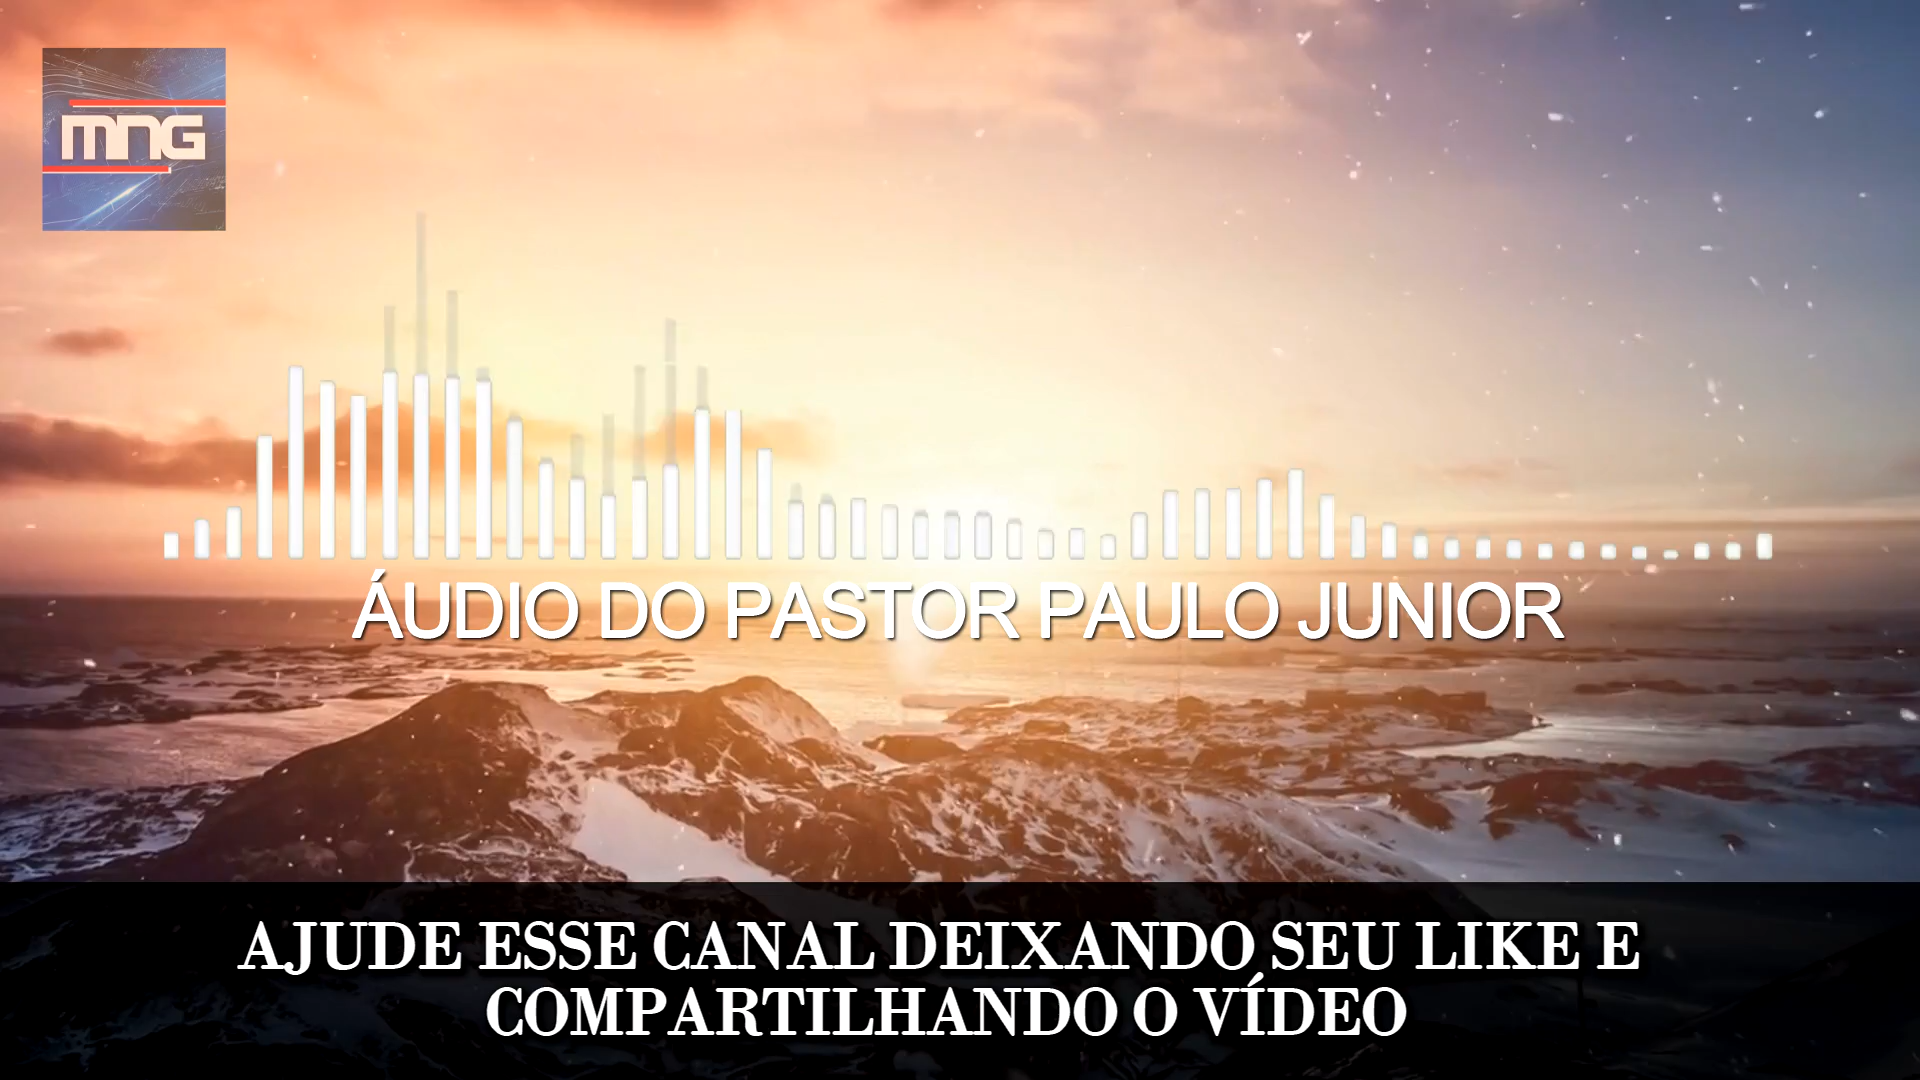 MNG
ÁUDIO DO PASTOR PAULO JUNIOR
AJUDE ESSE CANAL DEIXANDO SEU LIKE E
COMPARTILHANDO O VÍDEO